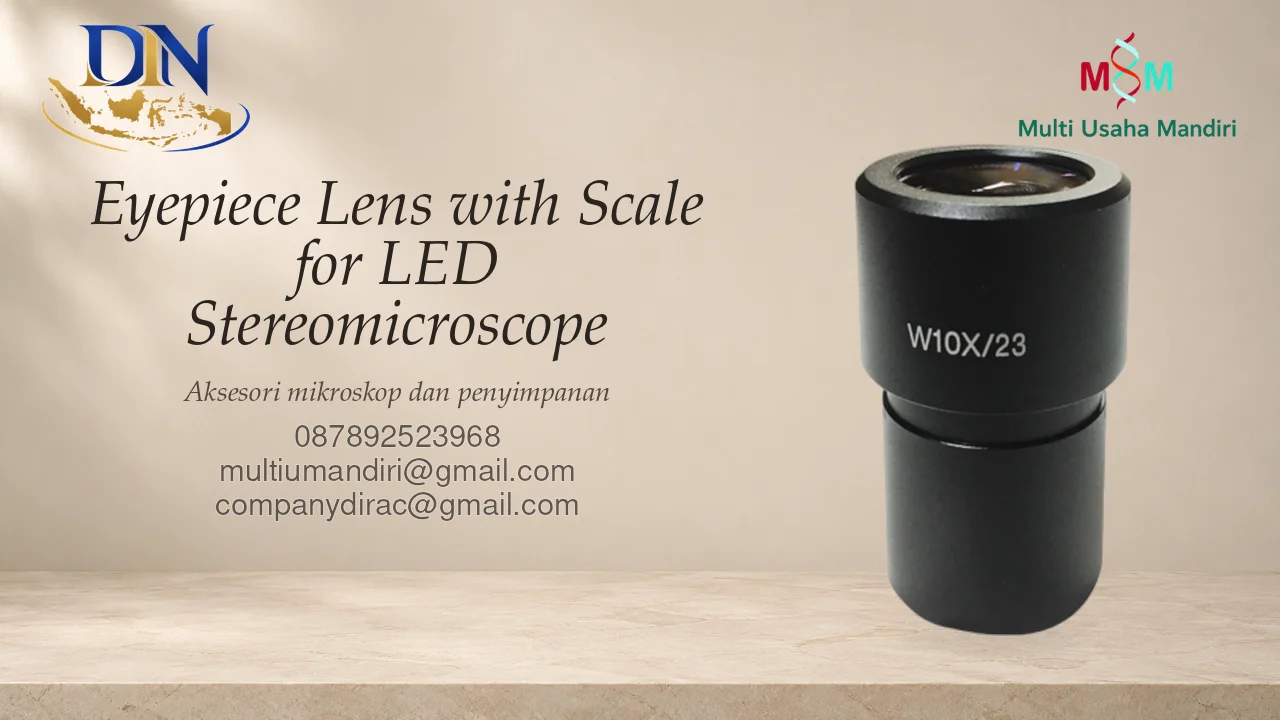 DN
M M
Multi Usaha Mandiri
Eyepiece Lens with Scale
for LED
Stereomicroscope
Aksesori mikroskop dan penyimpanan
087892523968
multiumandiri@gmail.com
companydirac@gmail.com
W10X/23